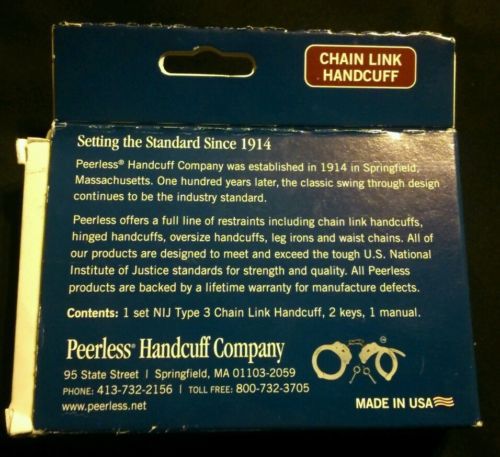 CHAIN LINK
HANDCUFF
Setting the Standard Since 1914
Peerless® Handcuff Company was established in 1914 in Springfield,
Massachusetts. One hundred years later, the classic swing through design
continues to be the industry standard.
Peerless offers a full line of restraints including chain link handcuffs,
hinged handcuffs, oversize handcuffs, leg irons and waist chains. All of
our products are designed to meet and exceed the tough U.S. National
Institute of Justice standards for strength and quality. All Peerless
products are backed by a lifetime warranty for manufacture defects.
Contents: 1 set NIJ Type 3 Chain Link Handcuff, 2 keys, 1 manual.
Peerless® Handcuff Company
95 State Street | Springfield, MA 01103-2059
PHONE: 413-732-2156 | TOLL FREE: 800-732-3705
www.peerless.net
MADE IN USA